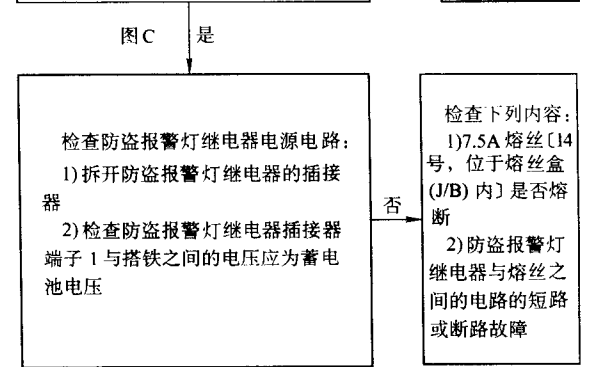 图C
是
检查防盗报警灯继电器电源电路：
1)拆开防盗报警灯继电器的插接
器
2)检查防盗报警灯继电器插接器
端子 1 与搭铁之间的电压应为蓄电
池电压
否
检查下列内容：
1)7.5A 熔丝〔14
号，位于熔丝盒
(J/B) 内〕是否熔
断
2)防盗报警灯
继电器与熔丝之
间的电路的短路
或断路故障